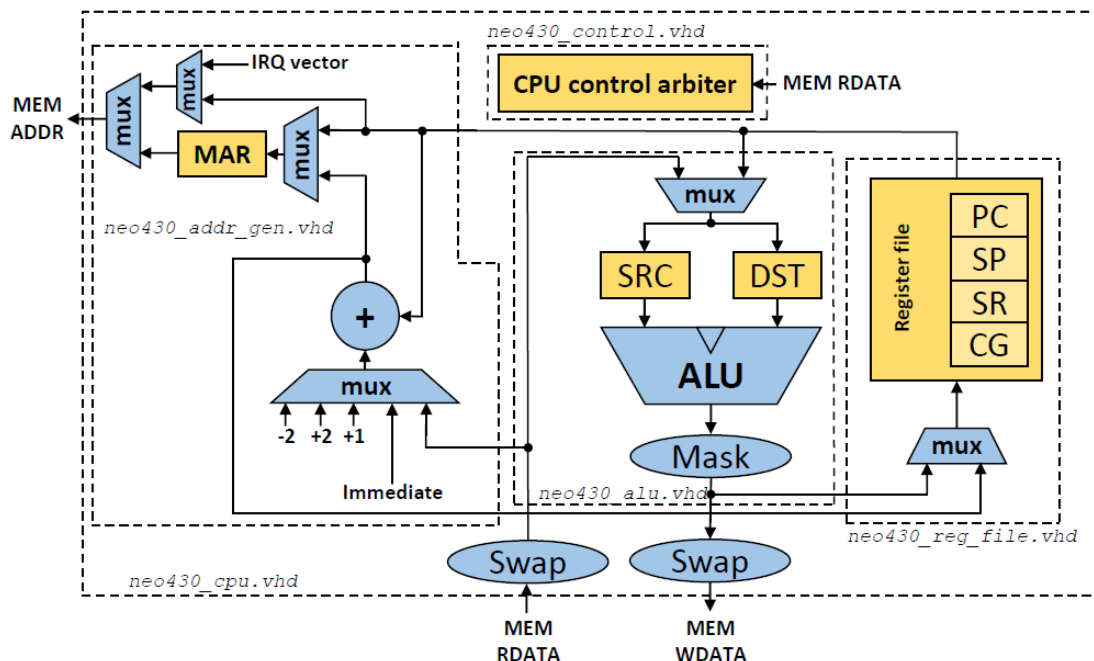 neo430_control.vhd
IRQ vector
CPU control arbiter
MEM RDATA
MEM
ADDR
mux
mux
MAR
mux
neo430_addr_gen.vhd
mux
SRC
DST
Register file
PC
SP
SR
CG
+
ALU
mux
-2
+2
+1
Immediate
Mask
mux
neo430_alu.vhd
neo430_reg_file.vhd
Swap
Swap
neo430_cpu.vhd
MEM
RDATA
MEM
WDATA